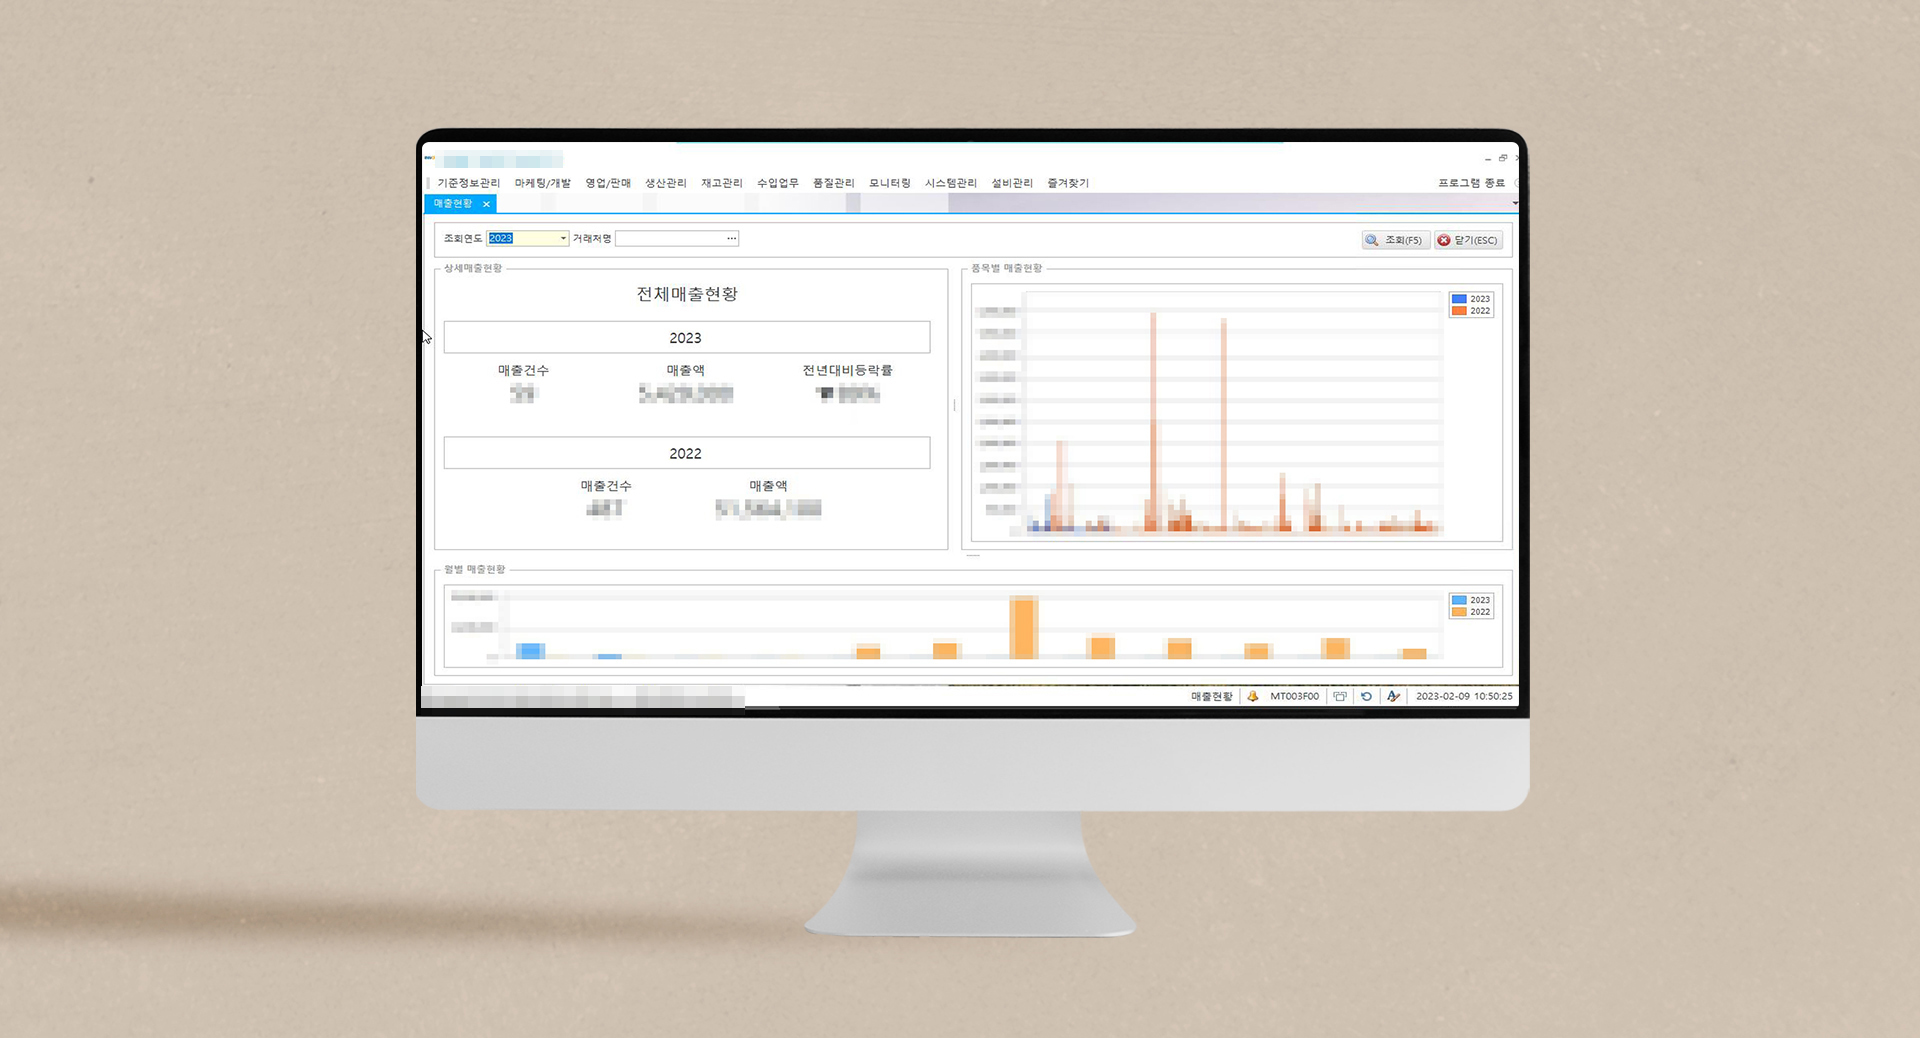 기준정보관리 마케팅/개발 영업/판매 생산관리 재고관리 수입업무 품질관리 모니터링 시스템관리 설비관리 즐겨찾기 프로그램 종료
매출현황
조회연도 2023 거래처명 ... 조회(F5) 닫기(ESC)
상세매출현황
전체매출현황
2023
매출건수 매출액 전년대비등락률
2022
매출건수 매출액
품목별 매출현황
2023
2022
월별 매출현황
2023
2022
매출현황 MT003F00 2023-02-09 10:50:25